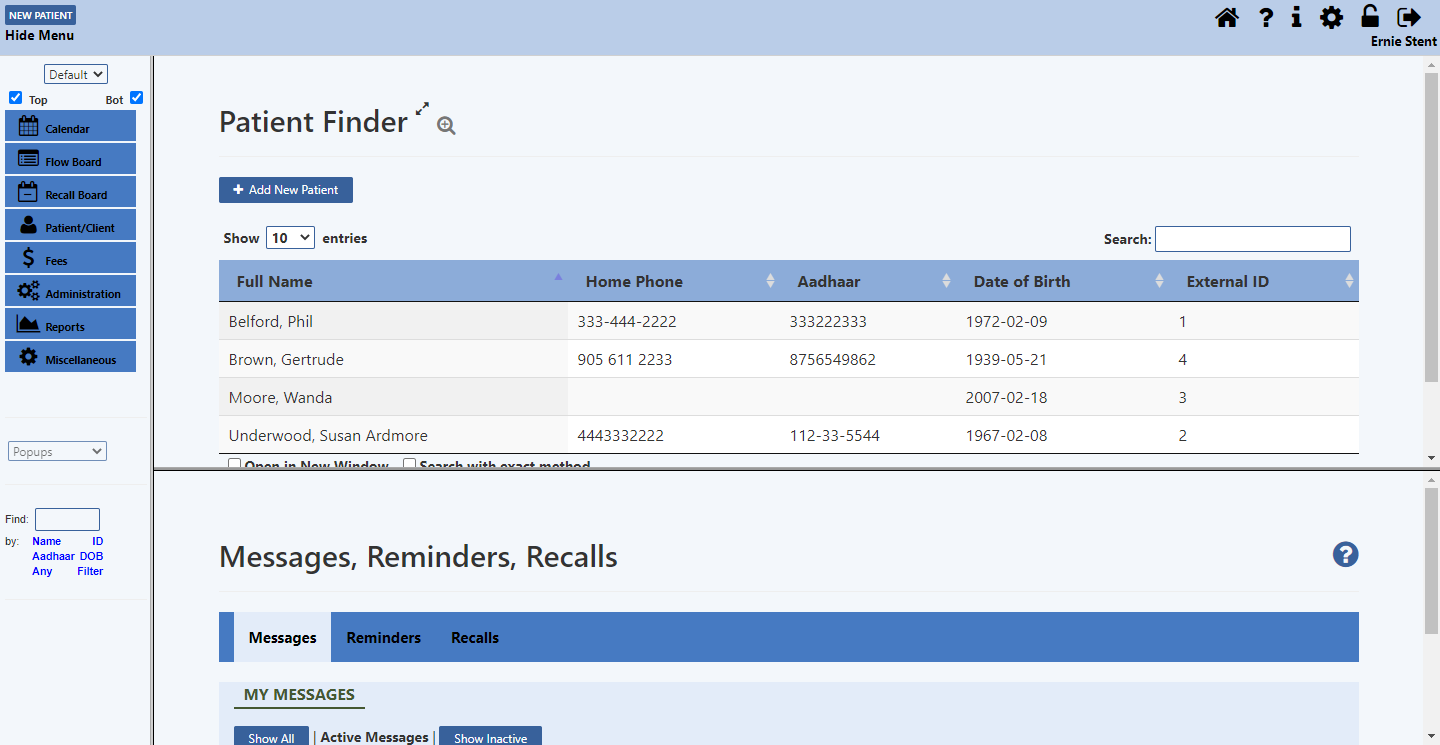 NEW PATIENT
Hide Menu
Ernie Stent
Default
Top Bot
Calendar
Flow Board
Recall Board
Patient/Client
Fees
Administration
Reports
Miscellaneous
Popups
Find:
by: Name ID
Aadhaar DOB
Any Filter
Patient Finder
Add New Patient
Show 10 entries Search:
Full Name Home Phone Aadhaar Date of Birth External ID
Belford, Phil 333-444-2222 333222333 1972-02-09 1
Brown, Gertrude 905 611 2233 8756549862 1939-05-21 4
Moore, Wanda 2007-02-18 3
Underwood, Susan Ardmore 4443332222 112-33-5544 1967-02-08 2
Open in New Window Search with exact method
Messages, Reminders, Recalls
Messages Reminders Recalls
MY MESSAGES
Show All | Active Messages | Show Inactive